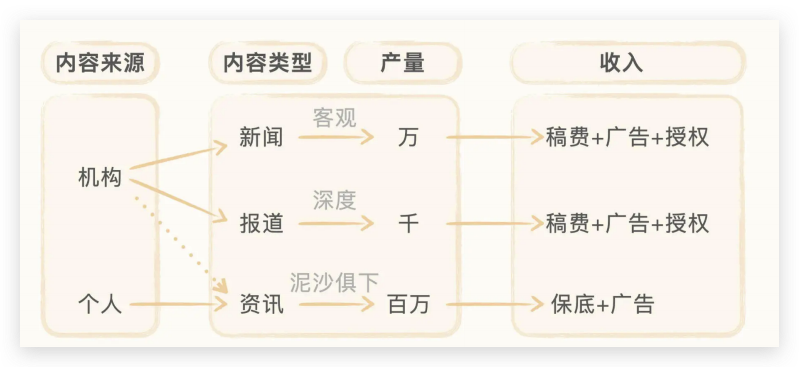 内容来源
内容类型
产量
收入
机构
新闻
客观
万
稿费+广告+授权
报道
深度
千
稿费+广告+授权
个人
资讯
泥沙俱下
百万
保底+广告